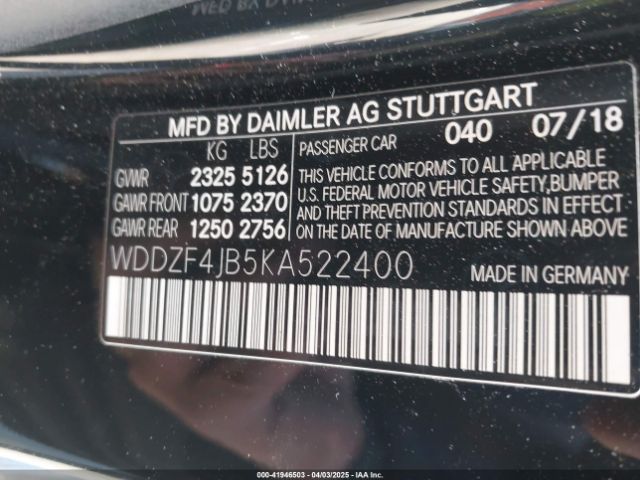 MFD BY DAIMLER AG STUTTGART
KG LBS
GVWR 2325 5126
GAWR FRONT 1075 2370
GAWR REAR 1250 2756
PASSENGER CAR 040 07/18
THIS VEHICLE CONFORMS TO ALL APPLICABLE
U.S. FEDERAL MOTOR VEHICLE SAFETY,BUMPER
AND THEFT PREVENTION STANDARDS IN EFFECT
ON THE DATE OF MANUFACTURE SHOWN ABOVE
WDDZF4JB5KA522400 MADE IN GERMANY
000-41946503 - 04/03/2025 - IAAI Inc.